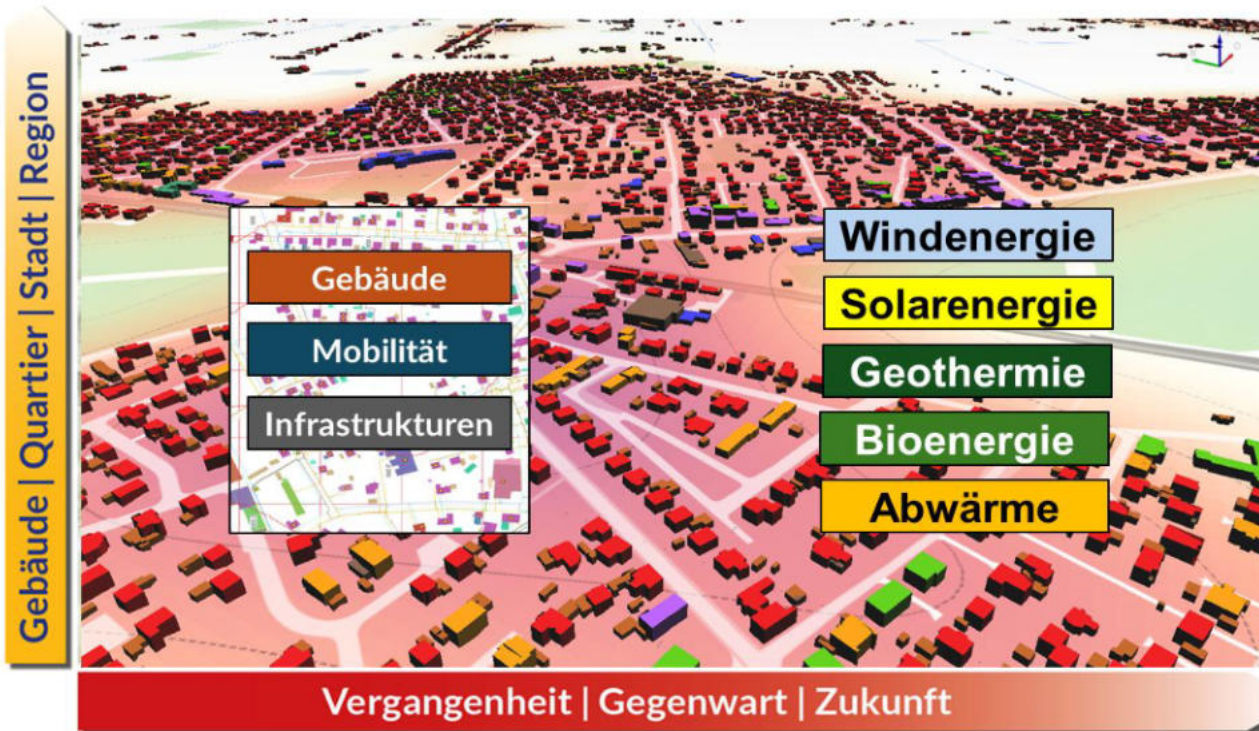 Gebäude | Quartier | Stadt | Region
Gebäude
Mobilität
Infrastrukturen
Windenergie
Solarenergie
Geothermie
Bioenergie
Abwärme
Vergangenheit | Gegenwart | Zukunft